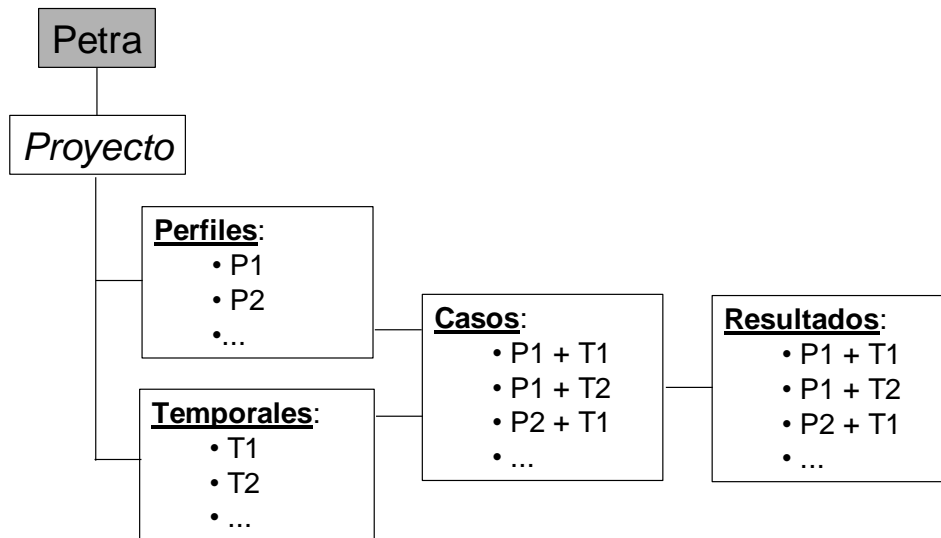 Petra
Proyecto
Perfiles:
• P1
• P2
•...
Temporales:
• T1
• T2
• ...
Casos:
• P1 + T1
• P1 + T2
• P2 + T1
• ...
Resultados:
• P1 + T1
• P1 + T2
• P2 + T1
• ...